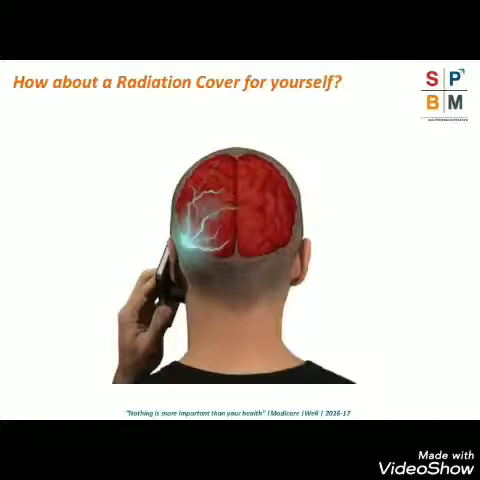 How about a Radiation Cover for yourself?
S P
B M
"Nothing is more important than your health" | Modicare | Well | 2016-17
Made with
VideoShow